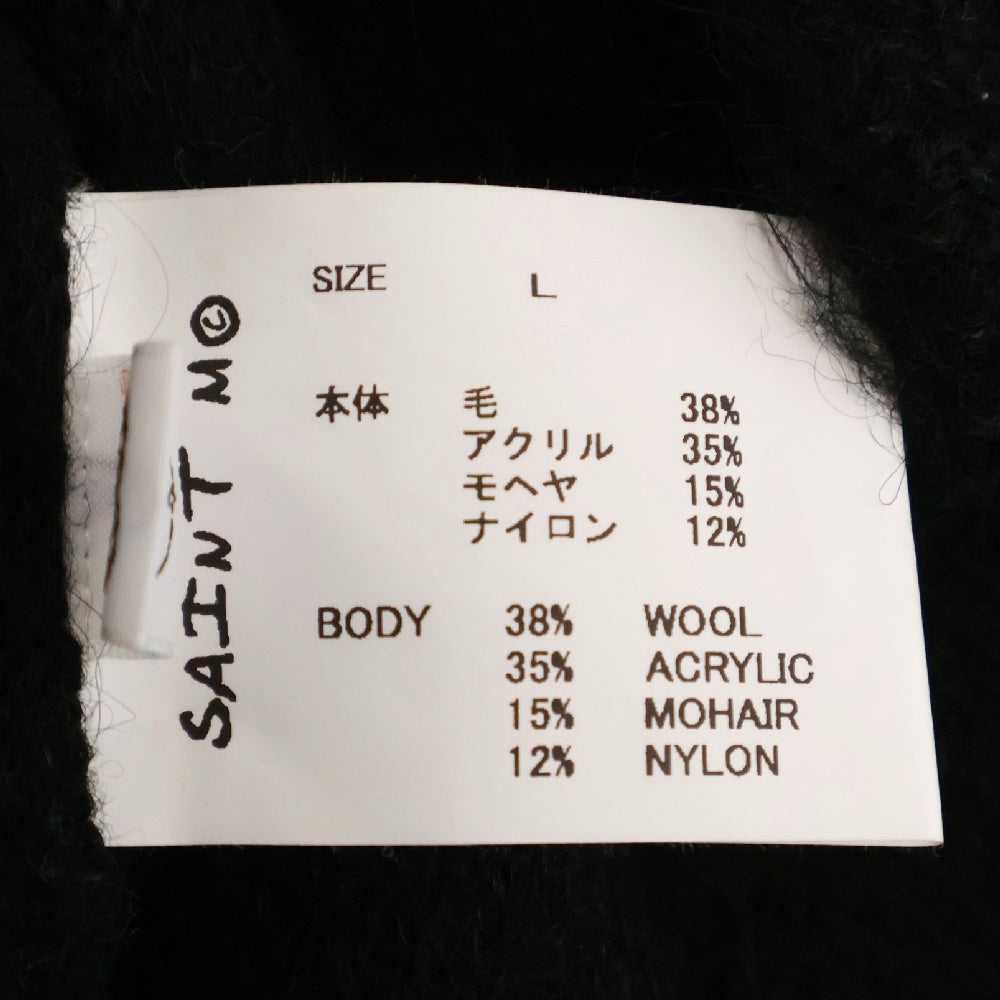 SAINT M©
SIZE L
本体 毛 38%
アクリル 35%
モヘヤ 15%
ナイロン 12%
BODY 38% WOOL
35% ACRYLIC
15% MOHAIR
12% NYLON